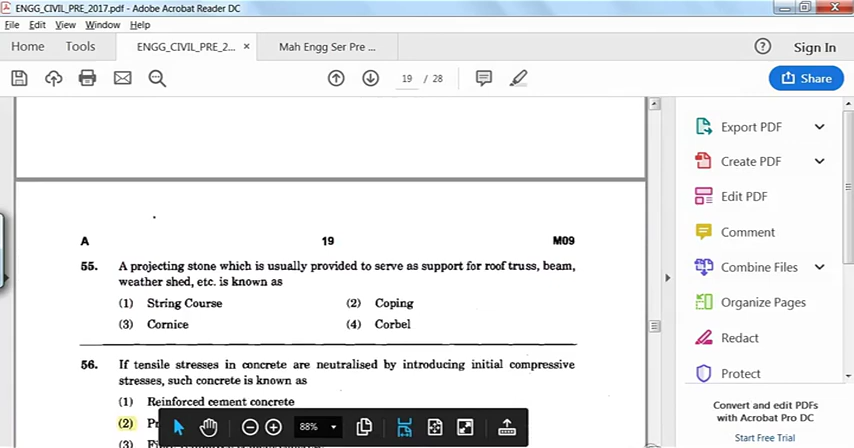 ENGG_CIVIL_PRE_2017.pdf - Adobe Acrobat Reader DC
File Edit View Window Help
Home Tools ENGG_CIVIL_PRE_2... × Mah Engg Ser Pre ... Sign In
19 / 28 Share
A 19 M09
55. A projecting stone which is usually provided to serve as support for roof truss, beam,
weather shed, etc. is known as
(1) String Course (2) Coping
(3) Cornice (4) Corbel
56. If tensile stresses in concrete are neutralised by introducing initial compressive
stresses, such concrete is known as
(1) Reinforced cement concrete
(2)
(3)
88%
Export PDF
Create PDF
Edit PDF
Comment
Combine Files
Organize Pages
Redact
Protect
Convert and edit PDFs
with Acrobat Pro DC
Start Free Trial